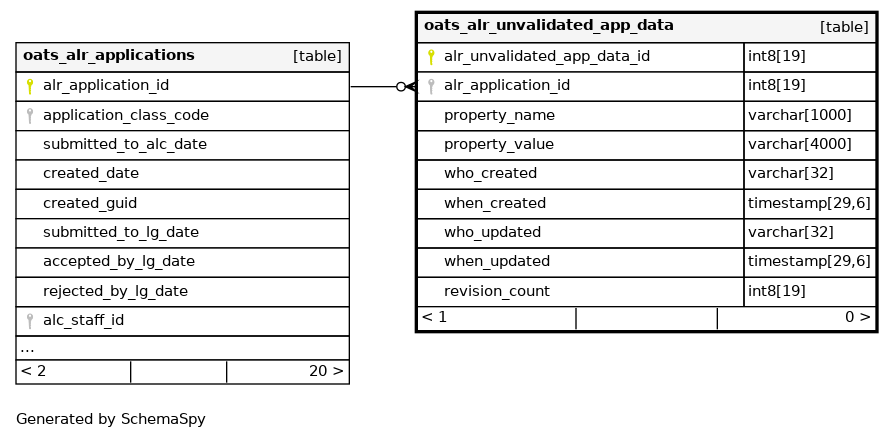 oats_alr_applications [table]
alr_application_id
application_class_code
submitted_to_alc_date
created_date
created_guid
submitted_to_lg_date
accepted_by_lg_date
rejected_by_lg_date
alc_staff_id
...
< 2 20 >
oats_alr_unvalidated_app_data [table]
alr_unvalidated_app_data_id int8[19]
alr_application_id int8[19]
property_name varchar[1000]
property_value varchar[4000]
who_created varchar[32]
when_created timestamp[29,6]
who_updated varchar[32]
when_updated timestamp[29,6]
revision_count int8[19]
< 1 0 >
Generated by SchemaSpy